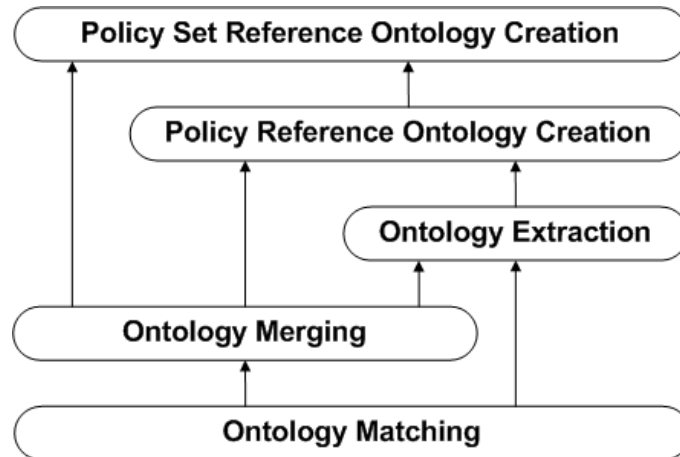 Policy Set Reference Ontology Creation
Policy Reference Ontology Creation
Ontology Extraction
Ontology Merging
Ontology Matching